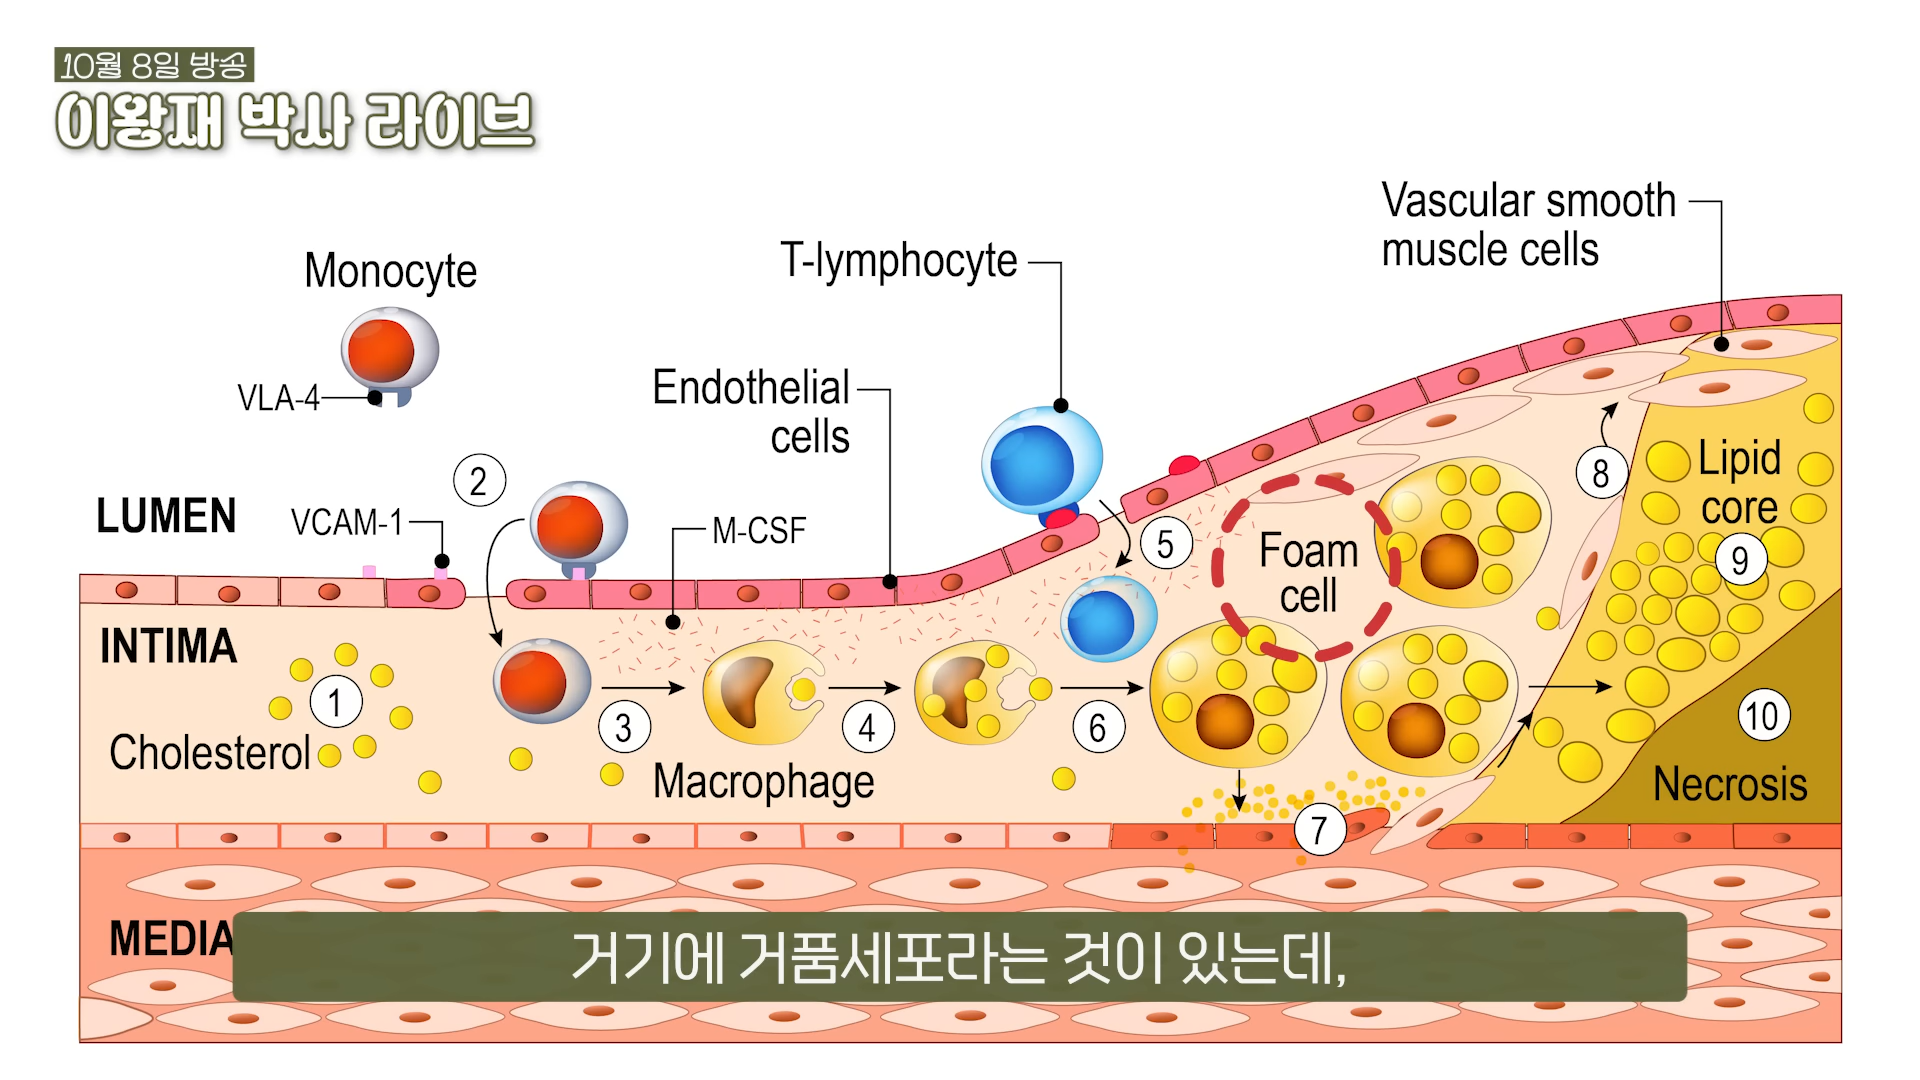 10월 8일 방송
이왕재 박사 라이브
Vascular smooth
muscle cells
T-lymphocyte
Monocyte
VLA-4
Endothelial
cells
LUMEN
VCAM-1
2
M-CSF
5
Foam
cell
8
Lipid
core
9
INTIMA
1
Cholesterol
3
Macrophage
4
6
7
10
Necrosis
MEDIA
거기에 거품세포라는 것이 있는데,